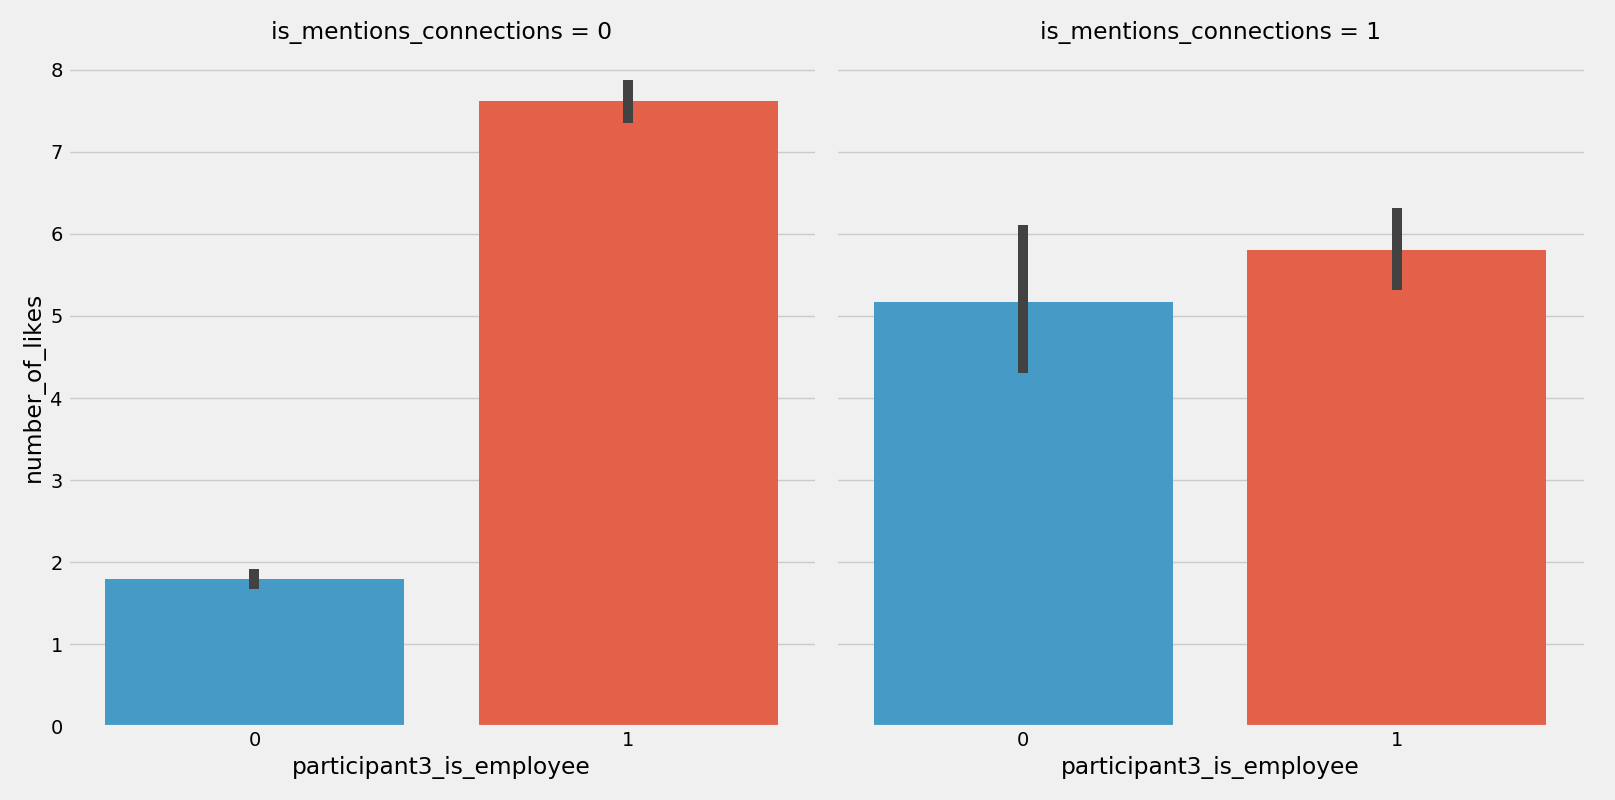 is_mentions_connections = 0
is_mentions_connections = 1
number_of_likes
8
7
6
5
4
3
2
1
0
0
1
0
1
participant3_is_employee
participant3_is_employee